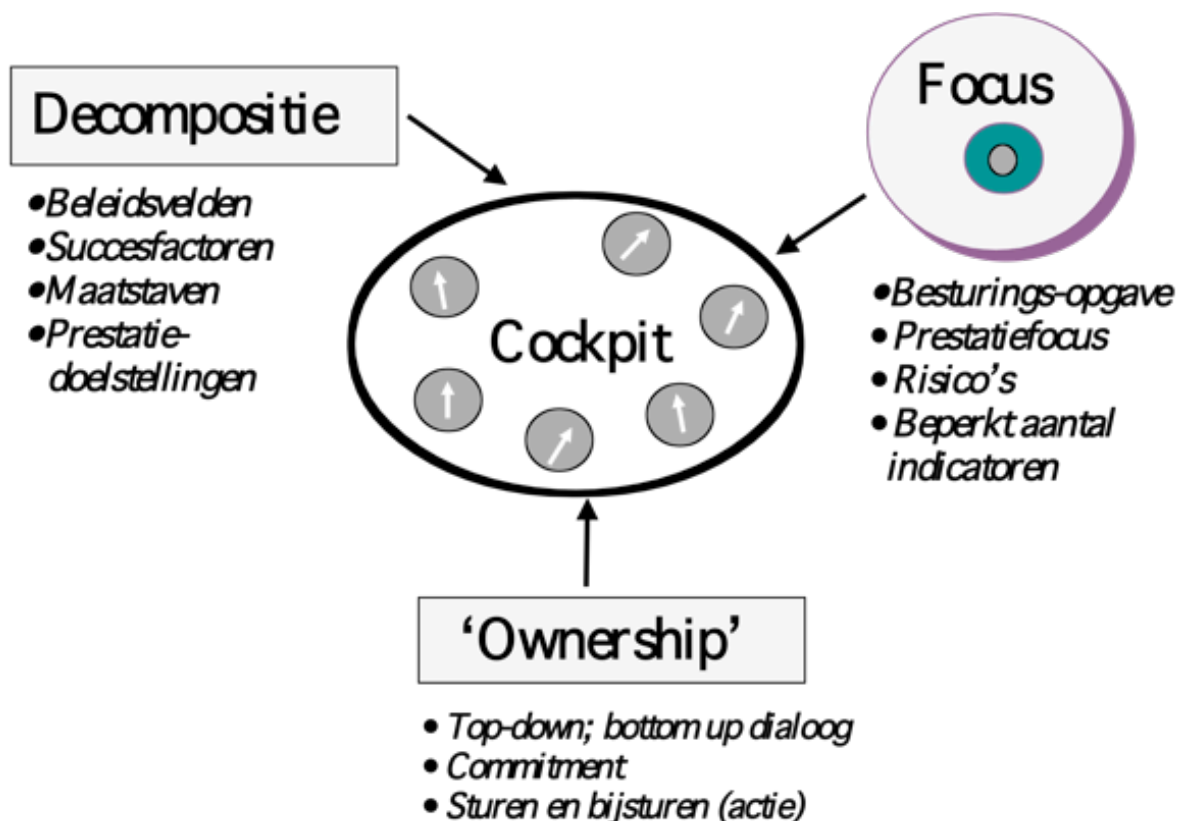 Decompositie
•Beleidsvelden
•Succesfactoren
•Maatstaven
•Prestatie-
doelstellingen
Focus
•Besturings-opgave
•Prestatiefocus
•Risico's
•Beperkt aantal
indicatoren
Cockpit
‘Ownership’
• Top-down; bottom up dialoog
• Commitment
• Sturen en bijsturen (actie)